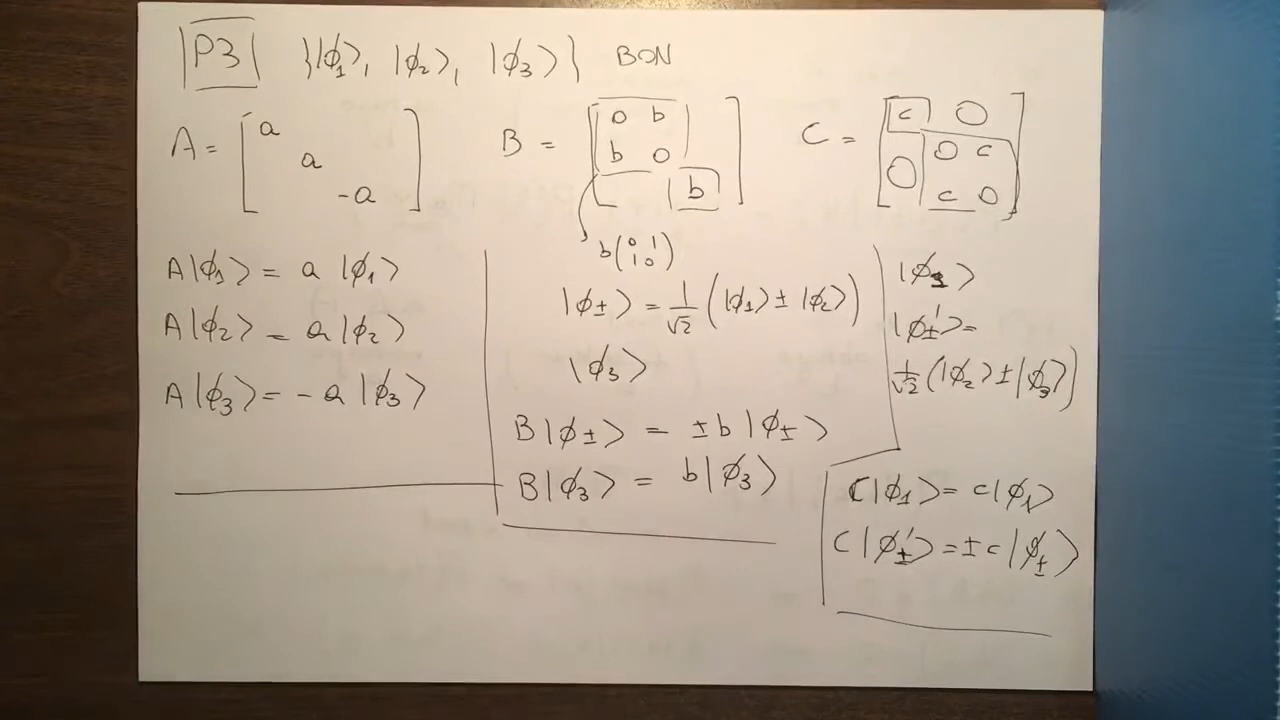 P3 {|ϕ₁⟩, |ϕ₂⟩, |ϕ₃⟩} BON
A = [a a -a]
B = [0 b b 0 b]
C = [c 0 0 0 c c 0]
b(0 1 1 0)
A|ϕ₁⟩ = a |ϕ₁⟩
A|ϕ₂⟩ = a |ϕ₂⟩
A|ϕ₃⟩ = - a |ϕ₃⟩
|ϕ±⟩ = 1/√2 (|ϕ₁⟩ ± |ϕ₂⟩)
|ϕ₃⟩
B|ϕ±⟩ = ±b |ϕ±⟩
B|ϕ₃⟩ = b|ϕ₃⟩
|ϕ₁⟩
|ϕ±'⟩ =
1/√2 (|ϕ₂⟩ ± |ϕ₃⟩)
C|ϕ₁⟩ = c|ϕ₁⟩
C|ϕ±'⟩ = ±c|ϕ±'⟩